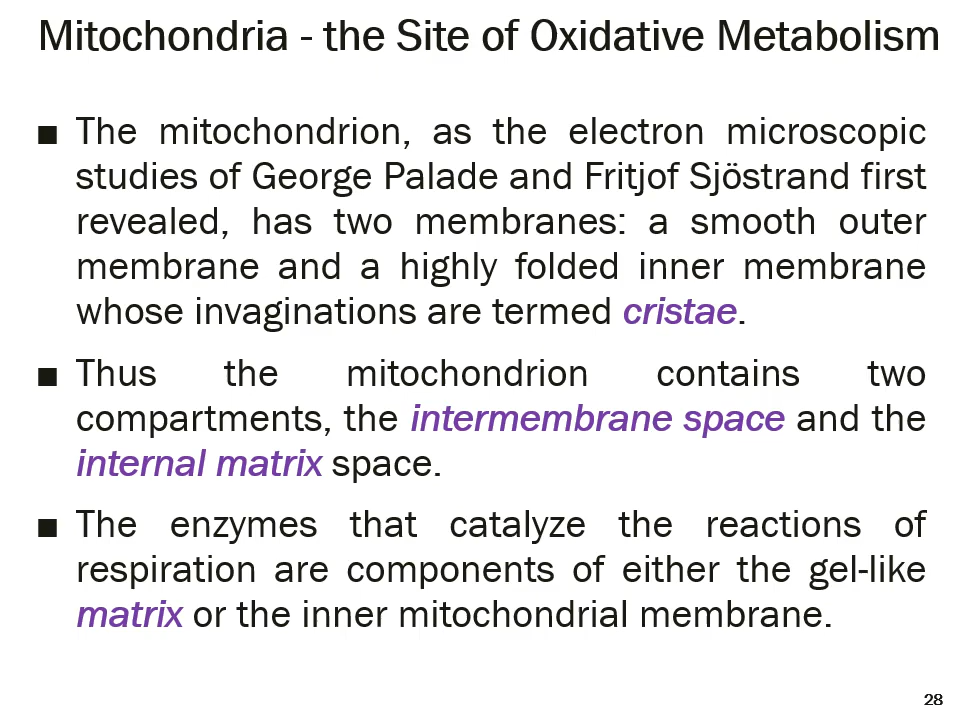 Mitochondria - the Site of Oxidative Metabolism
■ The mitochondrion, as the electron microscopic
studies of George Palade and Fritjof Sjöstrand first
revealed, has two membranes: a smooth outer
membrane and a highly folded inner membrane
whose invaginations are termed cristae.
■ Thus the mitochondrion contains two
compartments, the intermembrane space and the
internal matrix space.
■ The enzymes that catalyze the reactions of
respiration are components of either the gel-like
matrix or the inner mitochondrial membrane.
28